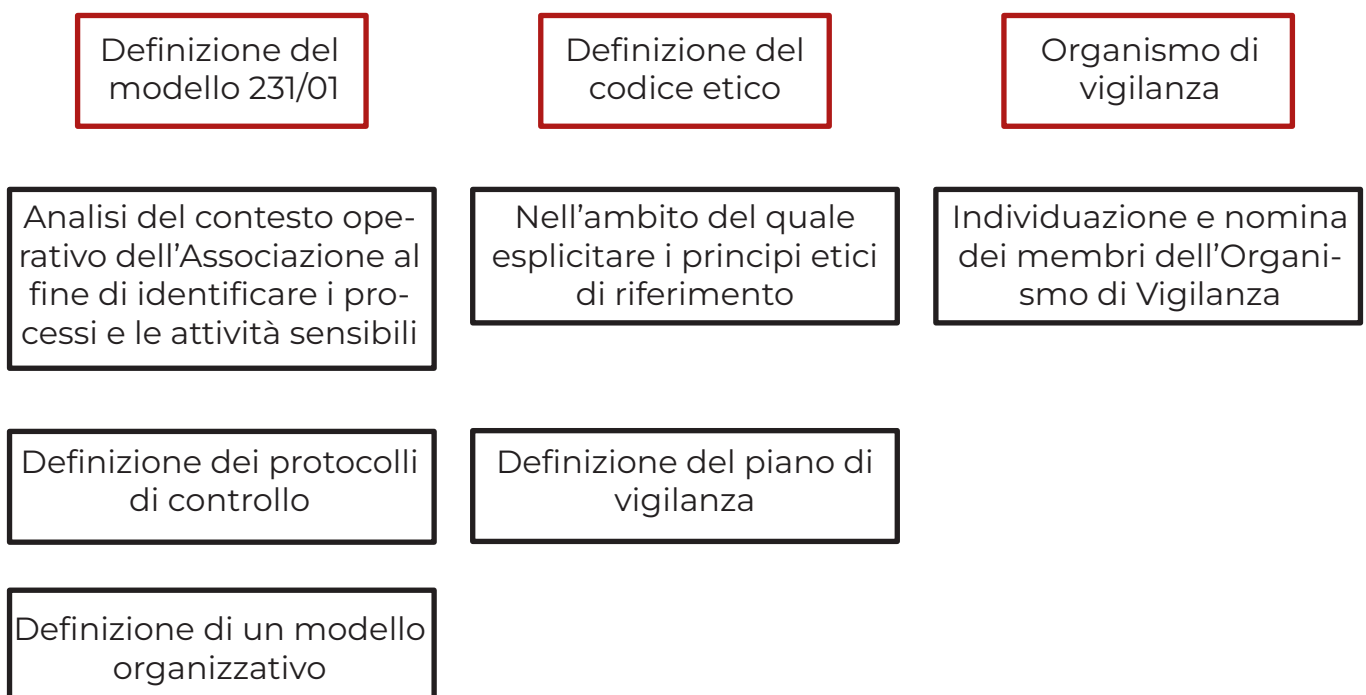 Definizione del
modello 231/01
Definizione del
codice etico
Organismo di
vigilanza
Analisi del contesto ope-
rativo dell’Associazione al
fine di identificare i pro-
cessi e le attività sensibili
Nell’ambito del quale
esplicitare i principi etici
di riferimento
Individuazione e nomina
dei membri dell’Organi-
smo di Vigilanza
Definizione dei protocolli
di controllo
Definizione del piano di
vigilanza
Definizione di un modello
organizzativo